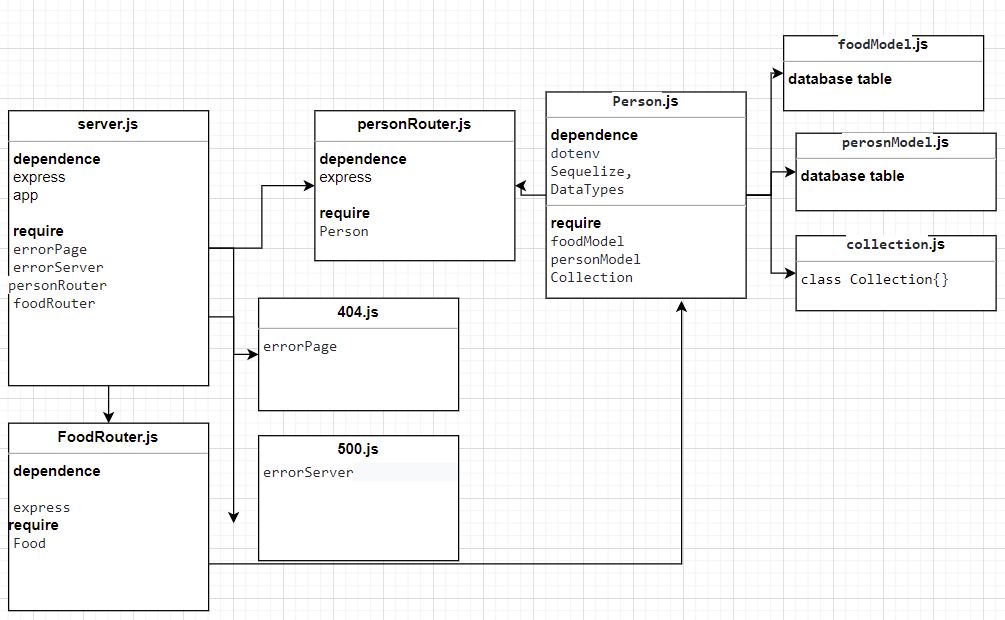 server.js
dependence
express
app
require
errorPage
errorServer
personRouter
foodRouter
personRouter.js
dependence
express
require
Person
Person.js
dependence
dotenv
Sequelize,
DataTypes
require
foodModel
personModel
Collection
foodModel.js
database table
perosnModel.js
database table
collection.js
class Collection{}
404.js
errorPage
500.js
errorServer
FoodRouter.js
dependence
express
require
Food